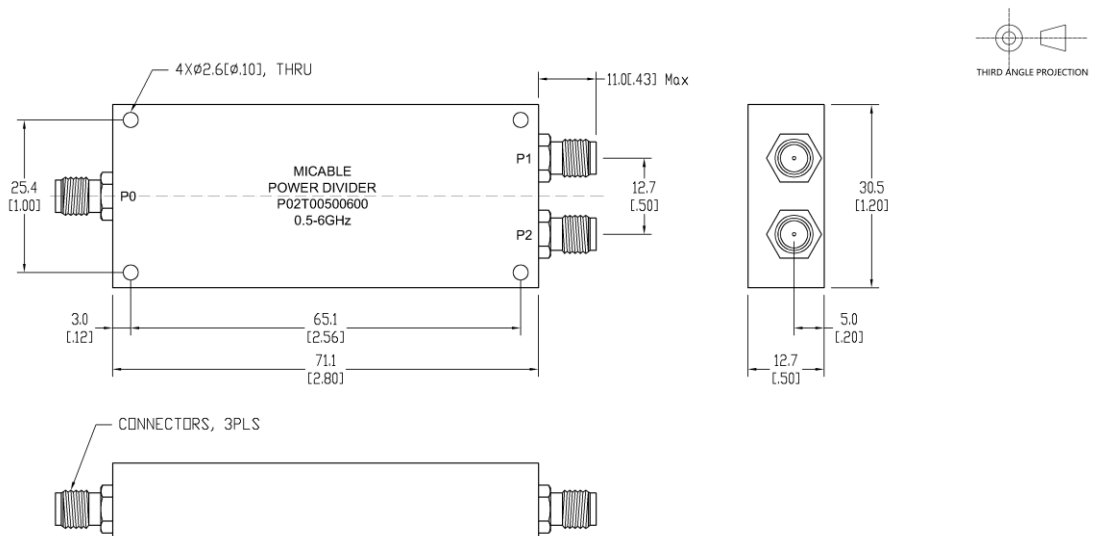 THIRD ANGLE PROJECTION
4XØ2.6[Ø.10], THRU
11.0[.43] Max
MICABLE
POWER DIVIDER
P02T00500600
0.5-6GHz
P0
P1
P2
25.4
[1.00]
12.7
[.50]
30.5
[1.20]
3.0
[.12]
65.1
[2.56]
71.1
[2.80]
5.0
[.20]
12.7
[.50]
CONNECTORS, 3PLS